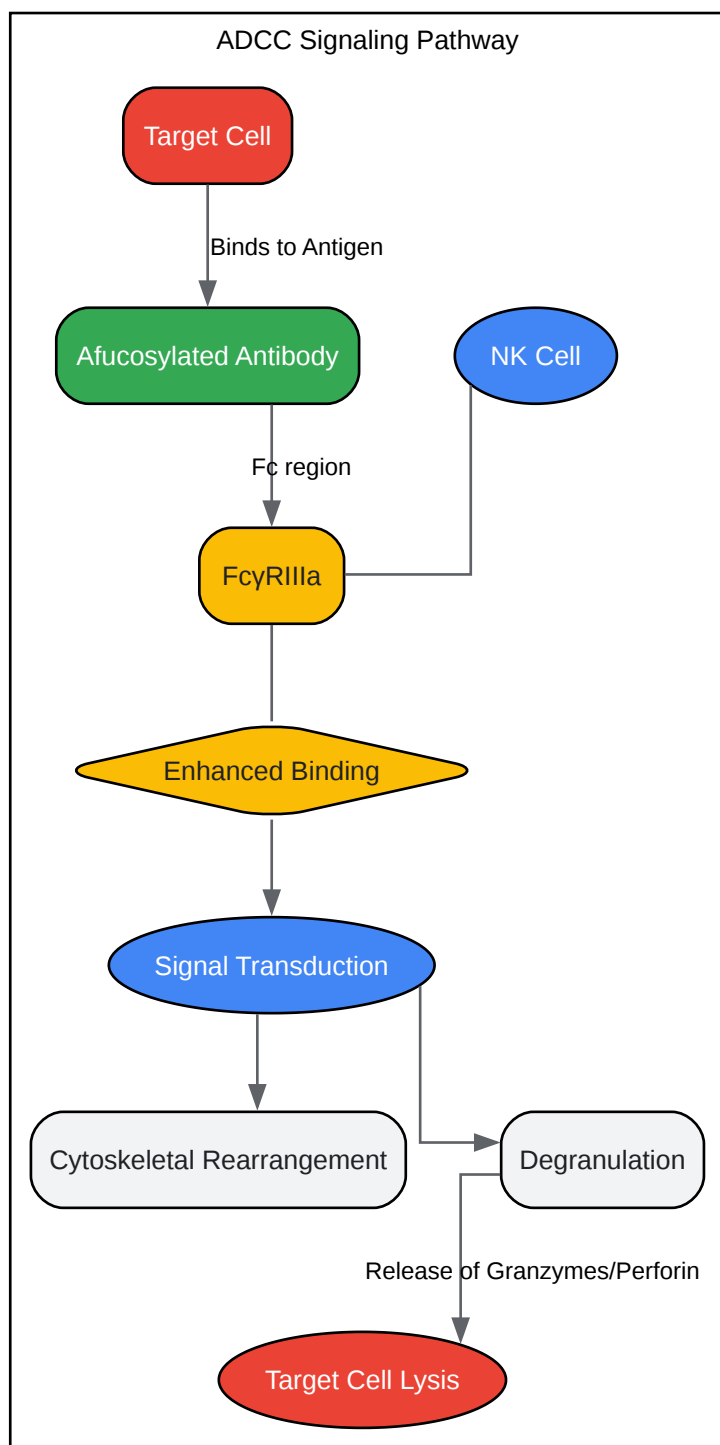 ADCC Signaling Pathway
Target Cell
Binds to Antigen
Afucosylated Antibody
NK Cell
Fc region
FcγRIIIa
Enhanced Binding
Signal Transduction
Cytoskeletal Rearrangement
Degranulation
Release of Granzymes/Perforin
Target Cell Lysis